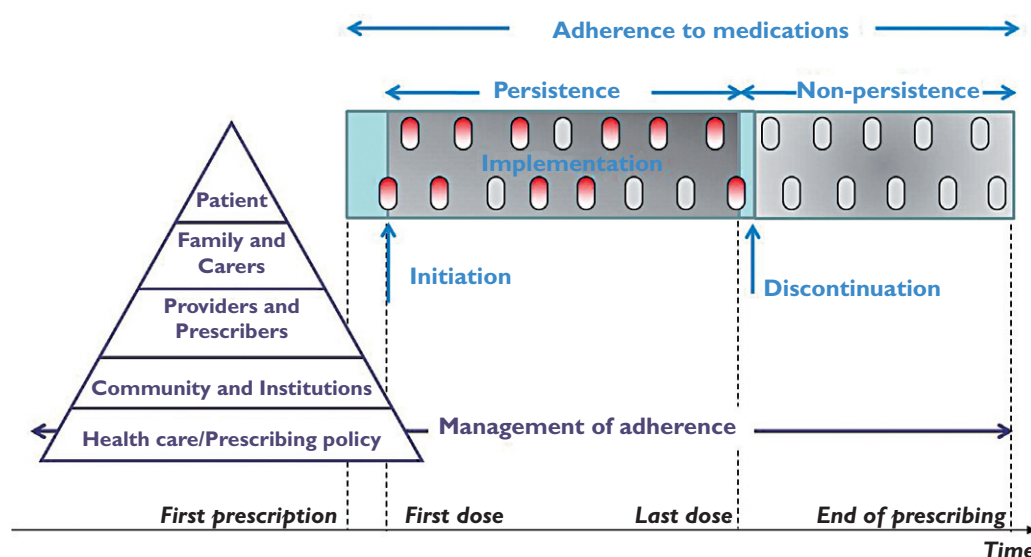 Adherence to medications
Persistence
Non-persistence
Implementation
Patient
Family and
Carers
Initiation
Discontinuation
Providers and
Prescribers
Community and Institutions
Management of adherence
Health care/Prescribing policy
First prescription
First dose
Last dose
End of prescribing
Time